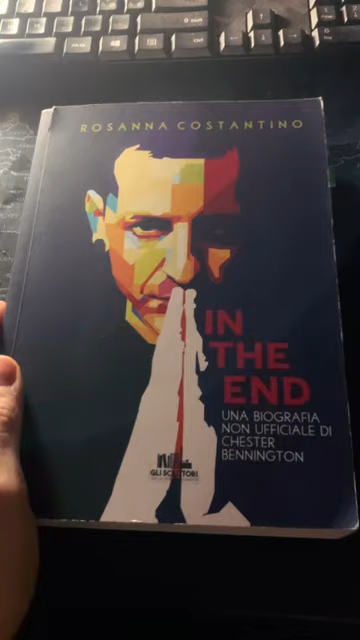 ROSANNA COSTANTINO
IN
THE
END
UNA BIOGRAFIA
NON UFFICIALE DI
CHESTER
BENNINGTON
GLI SCRITTORI